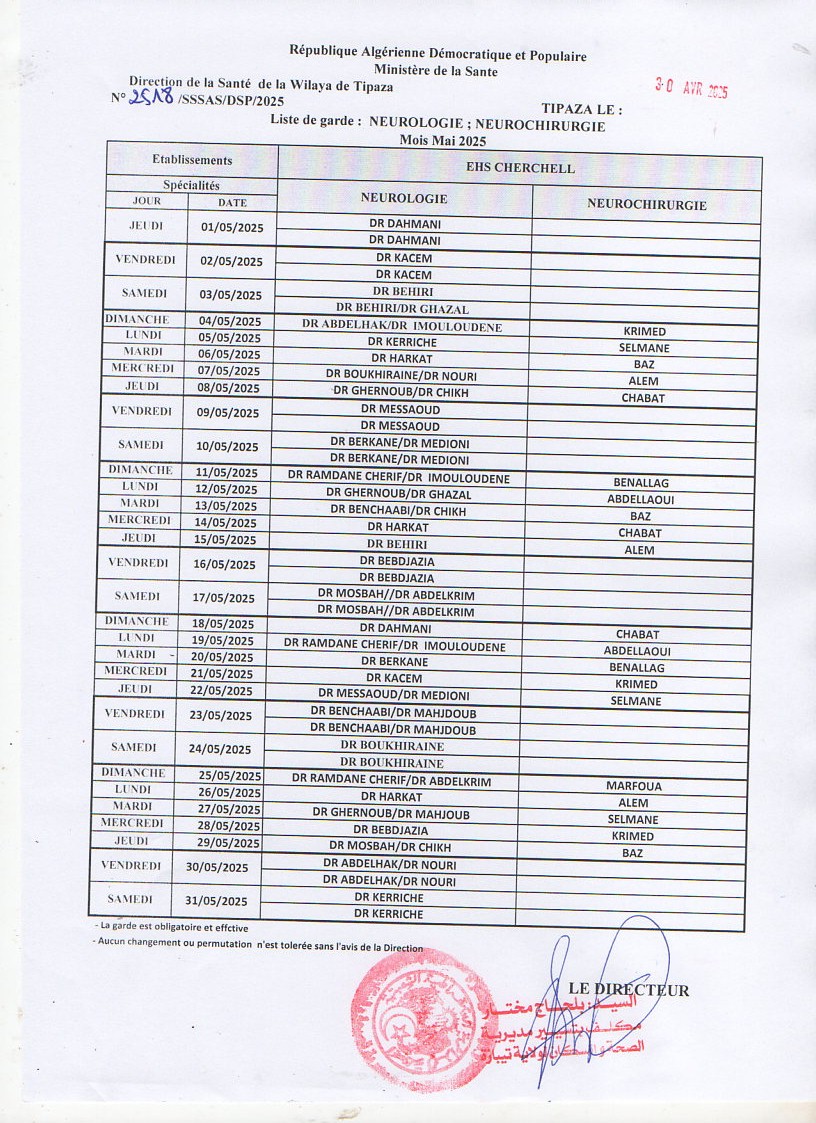 République Algérienne Démocratique et Populaire
Ministère de la Sante
Direction de la Santé de la Wilaya de Tipaza
30 AVR 2025
N° 2518 /SSSAS/DSP/2025
TIPAZA LE :
Liste de garde : NEUROLOGIE ; NEUROCHIRURGIE
Mois Mai 2025
Etablissements EHS CHERCHELL
Spécialités NEUROLOGIE NEUROCHIRURGIE
JOUR DATE
JEUDI 01/05/2025 DR DAHMANI
DR DAHMANI
VENDREDI 02/05/2025 DR KACEM
DR KACEM
SAMEDI 03/05/2025 DR BEHIRI
DR BEHIRI/DR GHAZAL
DIMANCHE 04/05/2025 DR ABDELHAK/DR IMOULOUDENE KRIMED
LUNDI 05/05/2025 DR KERRICHE SELMANE
MARDI 06/05/2025 DR HARKAT BAZ
MERCREDI 07/05/2025 DR BOUKHIRAINE/DR NOURI ALEM
JEUDI 08/05/2025 DR GHERNOUB/DR CHIKH CHABAT
VENDREDI 09/05/2025 DR MESSAOUD
DR MESSAOUD
SAMEDI 10/05/2025 DR BERKANE/DR MEDIONI
DR BERKANE/DR MEDIONI
DIMANCHE 11/05/2025 DR RAMDANE CHERIF/DR IMOULOUDENE BENALLAG
LUNDI 12/05/2025 DR GHERNOUB/DR GHAZAL ABDELLAOUI
MARDI 13/05/2025 DR BENCHAABI/DR CHIKH BAZ
MERCREDI 14/05/2025 DR HARKAT CHABAT
JEUDI 15/05/2025 DR BEHIRI ALEM
VENDREDI 16/05/2025 DR BEBDJAZIA
DR BEBDJAZIA
SAMEDI 17/05/2025 DR MOSBAH//DR ABDELKRIM
DR MOSBAH//DR ABDELKRIM
DIMANCHE 18/05/2025 DR DAHMANI CHABAT
LUNDI 19/05/2025 DR RAMDANE CHERIF/DR IMOULOUDENE ABDELLAOUI
MARDI - 20/05/2025 DR BERKANE BENALLAG
MERCREDI 21/05/2025 DR KACEM KRIMED
JEUDI 22/05/2025 DR MESSAOUD/DR MEDIONI SELMANE
VENDREDI 23/05/2025 DR BENCHAABI/DR MAHJDOUB
DR BENCHAABI/DR MAHJDOUB
SAMEDI 24/05/2025 DR BOUKHIRAINE
DR BOUKHIRAINE
DIMANCHE 25/05/2025 DR RAMDANE CHERIF/DR ABDELKRIM MARFOUA
LUNDI 26/05/2025 DR HARKAT ALEM
MARDI 27/05/2025 DR GHERNOUB/DR MAHJOUB SELMANE
MERCREDI 28/05/2025 DR BEBDJAZIA KRIMED
JEUDI 29/05/2025 DR MOSBAH/DR CHIKH BAZ
VENDREDI 30/05/2025 DR ABDELHAK/DR NOURI
DR ABDELHAK/DR NOURI
SAMEDI 31/05/2025 DR KERRICHE
DR KERRICHE
- La garde est obligatoire et effctive
- Aucun changement ou permutation n'est tolerée sans l'avis de la Direction
LE DIRECTEUR
السيد: بلحاج مختار
مكلف بتسيير مديرية
الصحة والسكان لولاية تيبازة